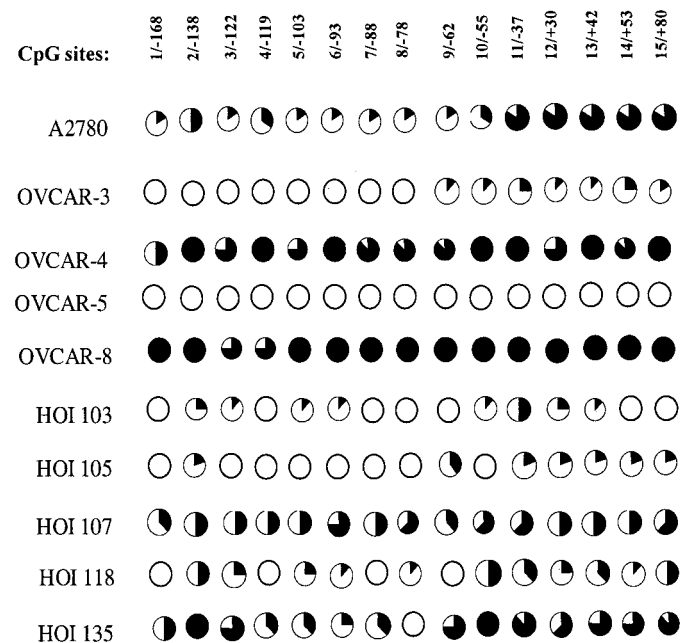 CpG sites: 1/-168 2/-138 3/-122 4/-119 5/-103 6/-93 7/-88 8/-78 9/-62 10/-55 11/-37 12/+30 13/+42 14/+53 15/+80
A2780
OVCAR-3
OVCAR-4
OVCAR-5
OVCAR-8
HOI 103
HOI 105
HOI 107
HOI 118
HOI 135